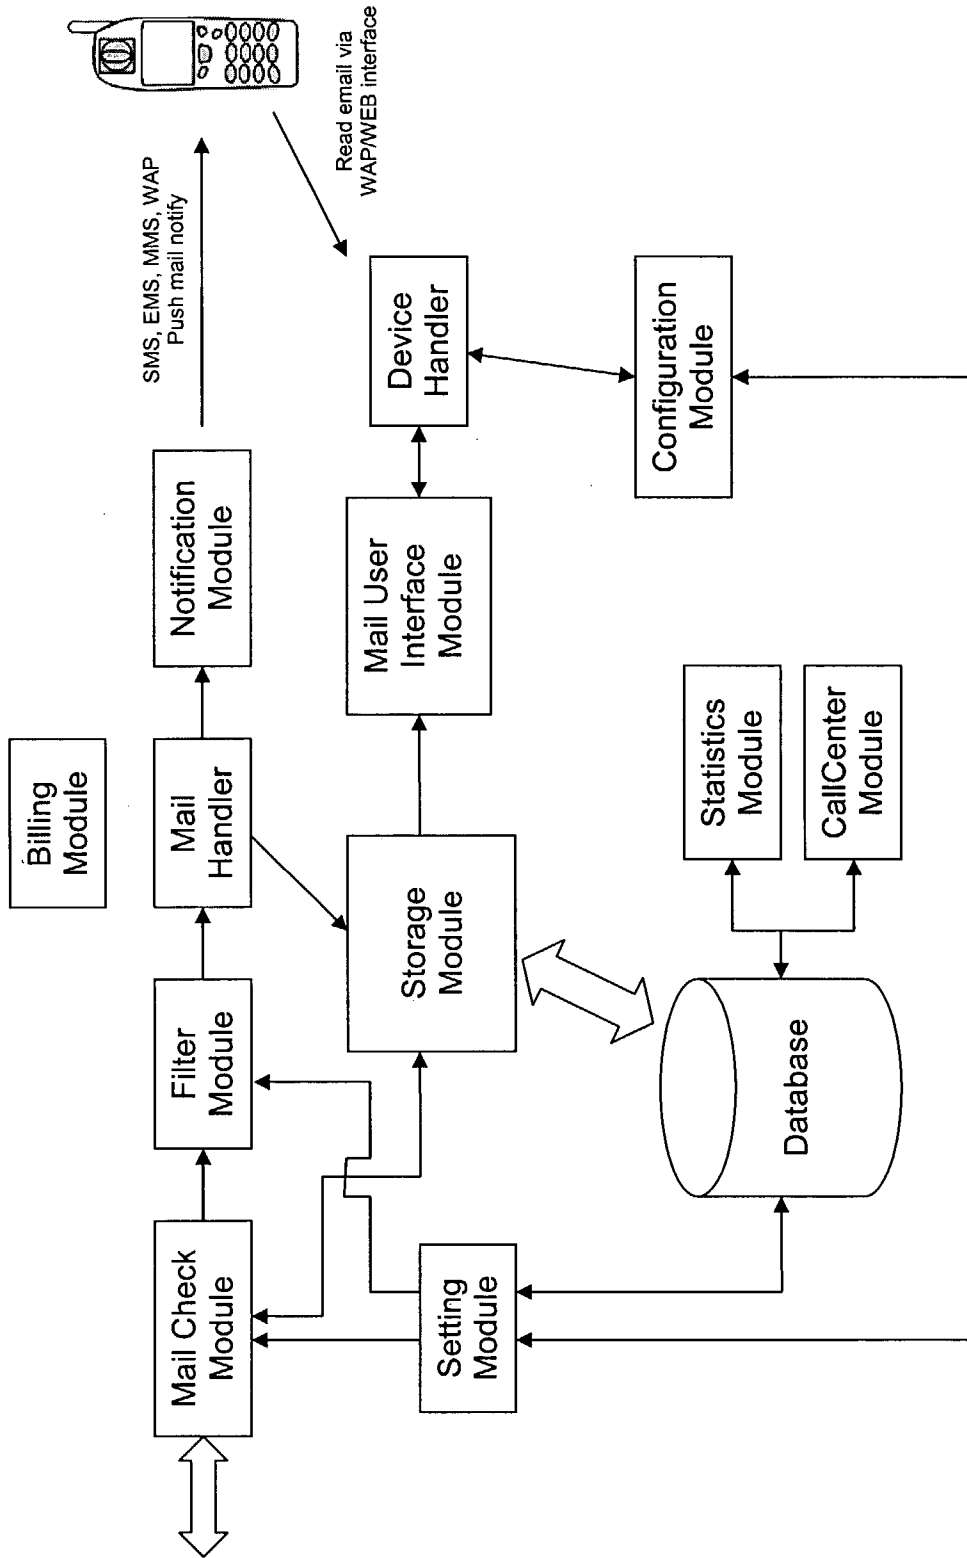 Billing
Module
Mail Check
Module
Filter
Module
Mail
Handler
Notification
Module
SMS, EMS, MMS, WAP
Push mail notify
Read email via
WAP/WEB interface
Setting
Module
Storage
Module
Mail User
Interface
Module
Device
Handler
Database
Statistics
Module
CallCenter
Module
Configuration
Module